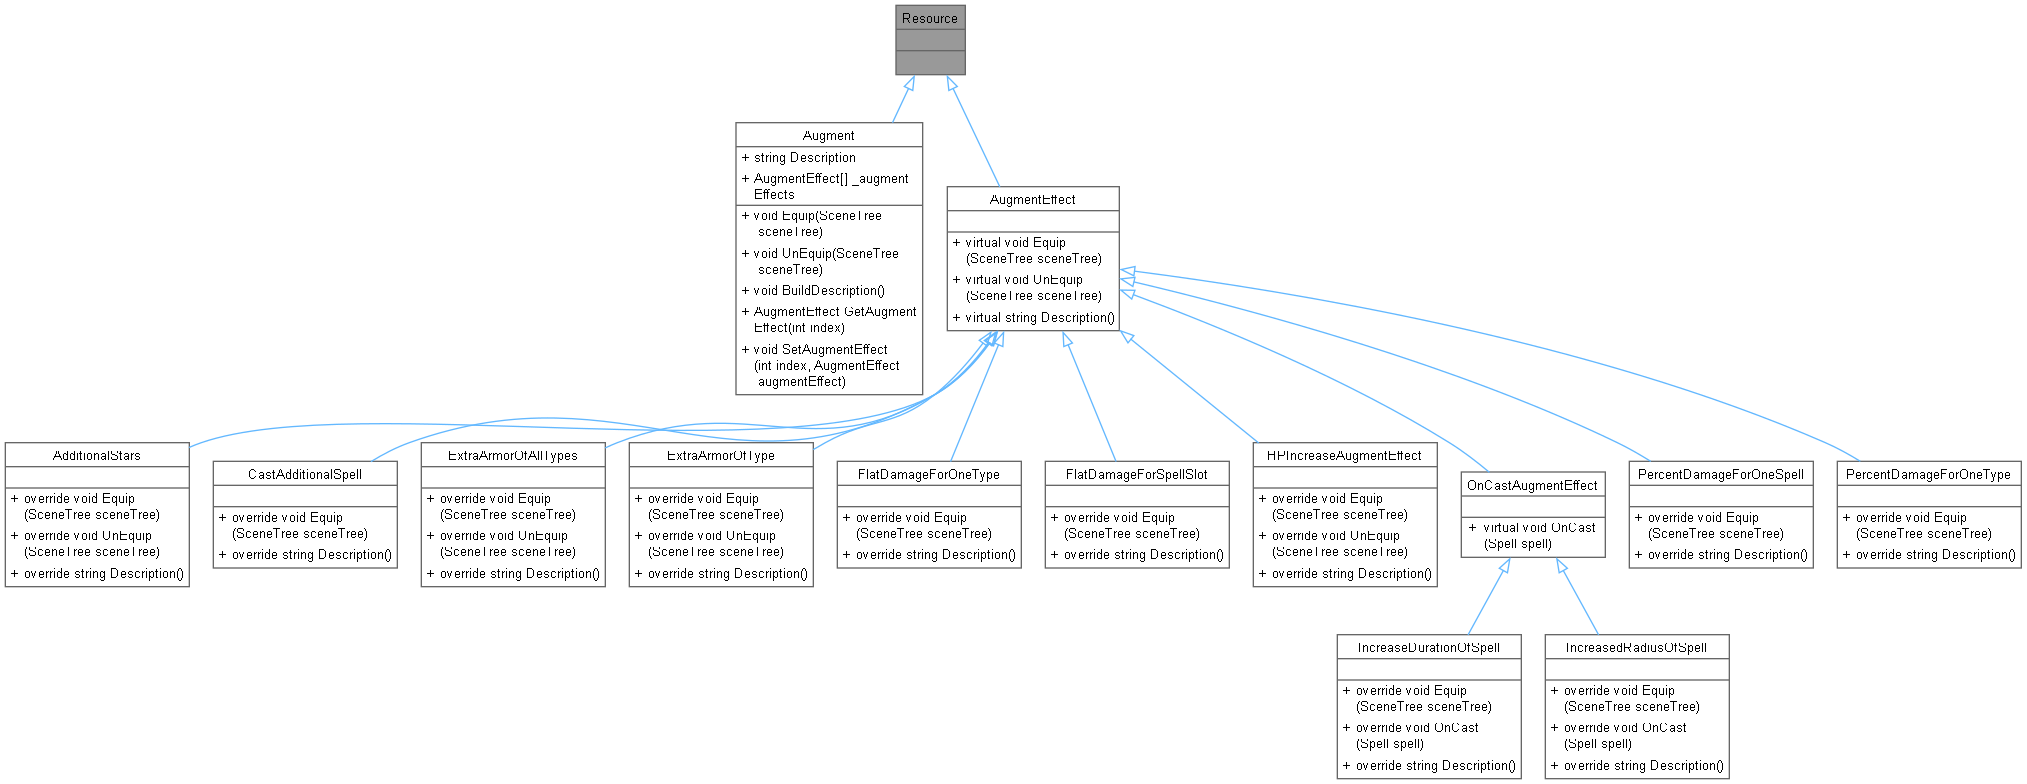 Resource
Augment
+ string Description
+ AugmentEffect[] _augment
Effects
+ void Equip(SceneTree
sceneTree)
+ void UnEquip(SceneTree
sceneTree)
+ void BuildDescription()
+ AugmentEffect GetAugment
Effect(int index)
+ void SetAugmentEffect
(int index, AugmentEffect
augmentEffect)
AugmentEffect
+ virtual void Equip
(SceneTree sceneTree)
+ virtual void UnEquip
(SceneTree sceneTree)
+ virtual string Description()
AdditionalStars
+ override void Equip
(SceneTree sceneTree)
+ override void UnEquip
(SceneTree sceneTree)
+ override string Description()
CastAdditionalSpell
+ override void Equip
(SceneTree sceneTree)
+ override string Description()
ExtraArmorOfAllTypes
+ override void Equip
(SceneTree sceneTree)
+ override void UnEquip
(SceneTree sceneTree)
+ override string Description()
ExtraArmorOfType
+ override void Equip
(SceneTree sceneTree)
+ override void UnEquip
(SceneTree sceneTree)
+ override string Description()
FlatDamageForOneType
+ override void Equip
(SceneTree sceneTree)
+ override string Description()
FlatDamageForSpellSlot
+ override void Equip
(SceneTree sceneTree)
+ override string Description()
HPIncreaseAugmentEffect
+ override void Equip
(SceneTree sceneTree)
+ override void UnEquip
(SceneTree sceneTree)
+ override string Description()
OnCastAugmentEffect
+ virtual void OnCast
(Spell spell)
PercentDamageForOneSpell
+ override void Equip
(SceneTree sceneTree)
+ override string Description()
PercentDamageForOneType
+ override void Equip
(SceneTree sceneTree)
+ override string Description()
IncreaseDurationOfSpell
+ override void Equip
(SceneTree sceneTree)
+ override void OnCast
(Spell spell)
+ override string Description()
IncreasedRadiusOfSpell
+ override void Equip
(SceneTree sceneTree)
+ override void OnCast
(Spell spell)
+ override string Description()